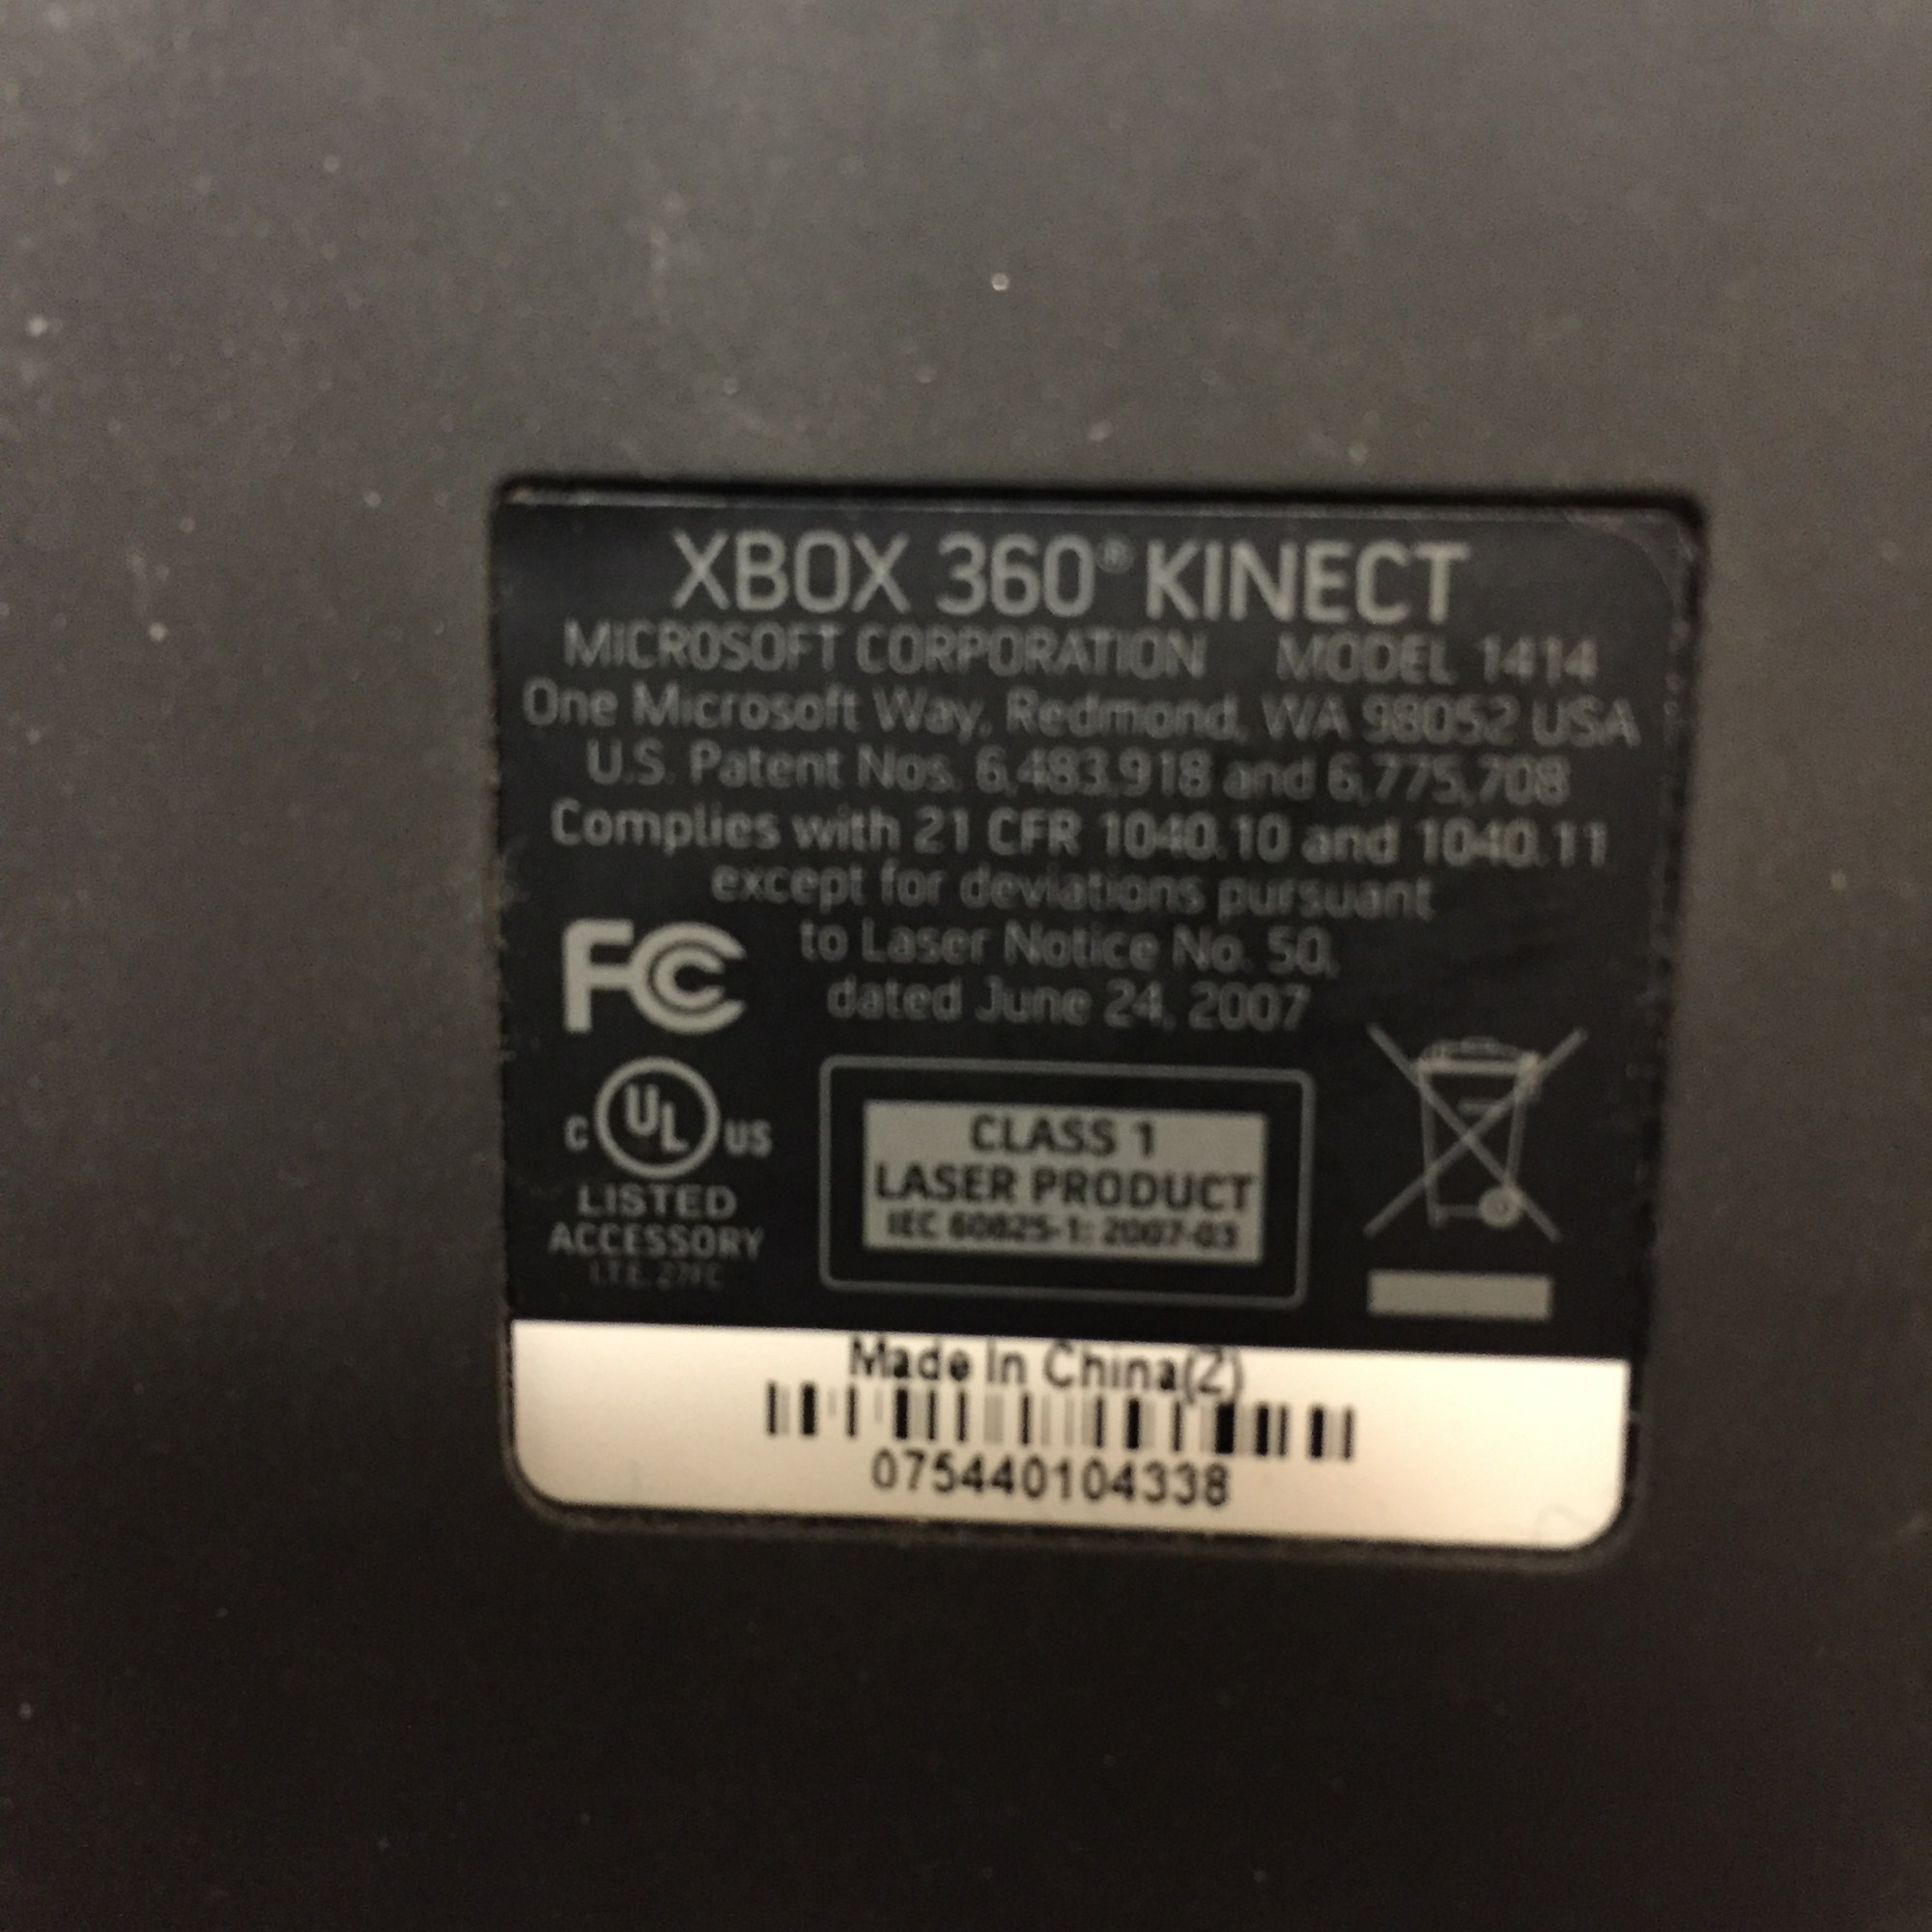 XBOX 360® KINECT
MICROSOFT CORPORATION MODEL 1414
One Microsoft Way, Redmond, WA 98052 USA
U.S. Patent Nos. 6,483,918 and 6,775,708
Complies with 21 CFR 1040.10 and 1040.11
except for deviations pursuant
to Laser Notice No. 50,
dated June 24, 2007
FC
C UL US
LISTED
ACCESSORY
I.T.E. 27FC
CLASS 1
LASER PRODUCT
IEC 60825-1: 2007-03
Made In China(2)
075440104338